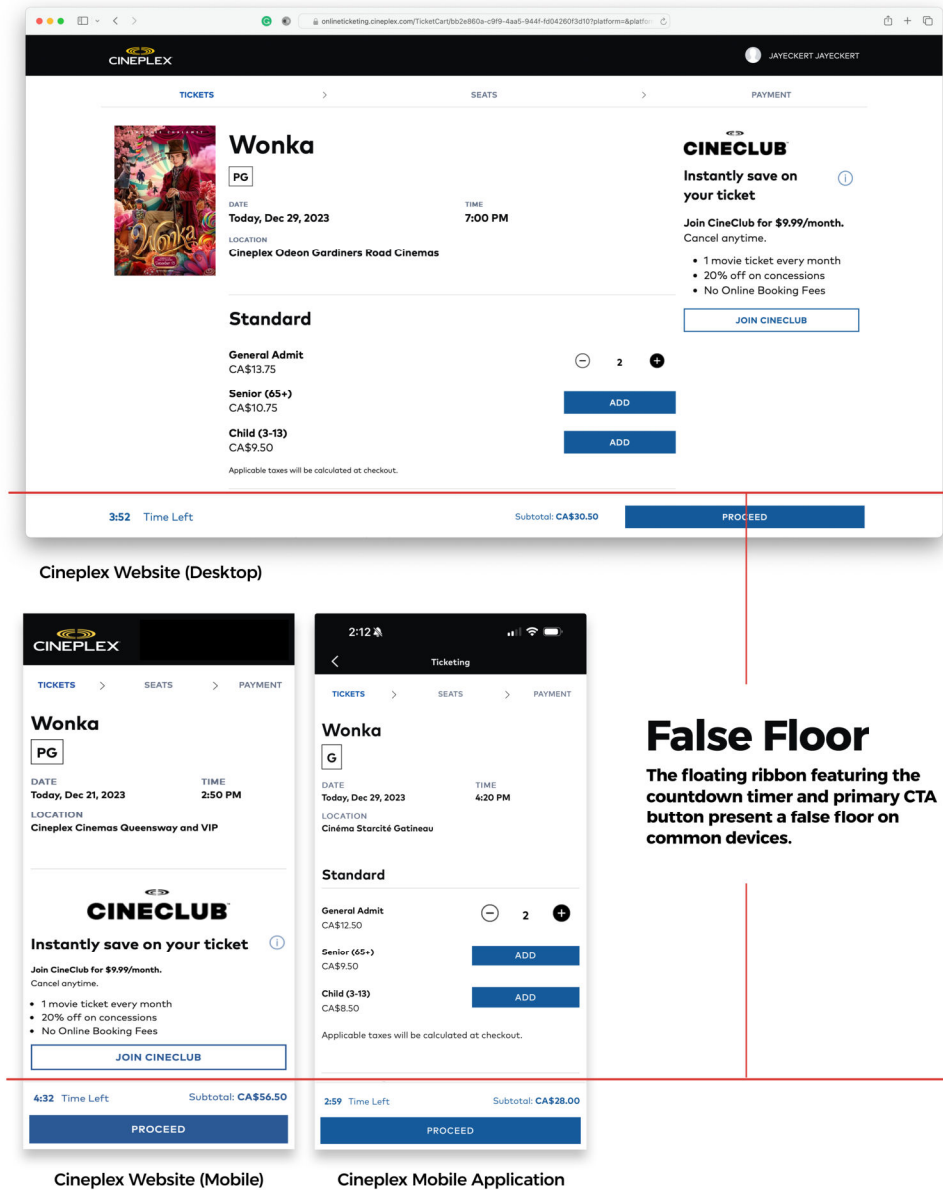 onlineticketing.cineplex.com/TicketCart/bb2e860a-c9f9-4aa5-944f-fd04260f3d10?platform=&platfor
CINEPLEX
JAYECKERT JAYECKERT
TICKETS > SEATS > PAYMENT
Wonka
PG
DATE TIME
Today, Dec 29, 2023 7:00 PM
LOCATION
Cineplex Odeon Gardiners Road Cinemas
Wonka
CINECLUB
Instantly save on
your ticket
Join CineClub for $9.99/month.
Cancel anytime.
• 1 movie ticket every month
• 20% off on concessions
• No Online Booking Fees
JOIN CINECLUB
Standard
General Admit
CA$13.75
2
Senior (65+)
CA$10.75
ADD
Child (3-13)
CA$9.50
ADD
Applicable taxes will be calculated at checkout.
3:52 Time Left Subtotal: CA$30.50 PROCEED
Cineplex Website (Desktop)
CINEPLEX
TICKETS > SEATS > PAYMENT
Wonka
PG
DATE TIME
Today, Dec 21, 2023 2:50 PM
LOCATION
Cineplex Cinemas Queensway and VIP
CINECLUB
Instantly save on your ticket
Join CineClub for $9.99/month.
Cancel anytime.
• 1 movie ticket every month
• 20% off on concessions
• No Online Booking Fees
JOIN CINECLUB
4:32 Time Left Subtotal: CA$56.50
PROCEED
Cineplex Website (Mobile)
2:12
Ticketing
TICKETS > SEATS > PAYMENT
Wonka
G
DATE TIME
Today, Dec 29, 2023 4:20 PM
LOCATION
Cinéma Starcité Gatineau
Standard
General Admit
CA$12.50
2
Senior (65+)
CA$9.50
ADD
Child (3-13)
CA$8.50
ADD
Applicable taxes will be calculated at checkout.
2:59 Time Left Subtotal: CA$28.00
PROCEED
Cineplex Mobile Application
False Floor
The floating ribbon featuring the
countdown timer and primary CTA
button present a false floor on
common devices.